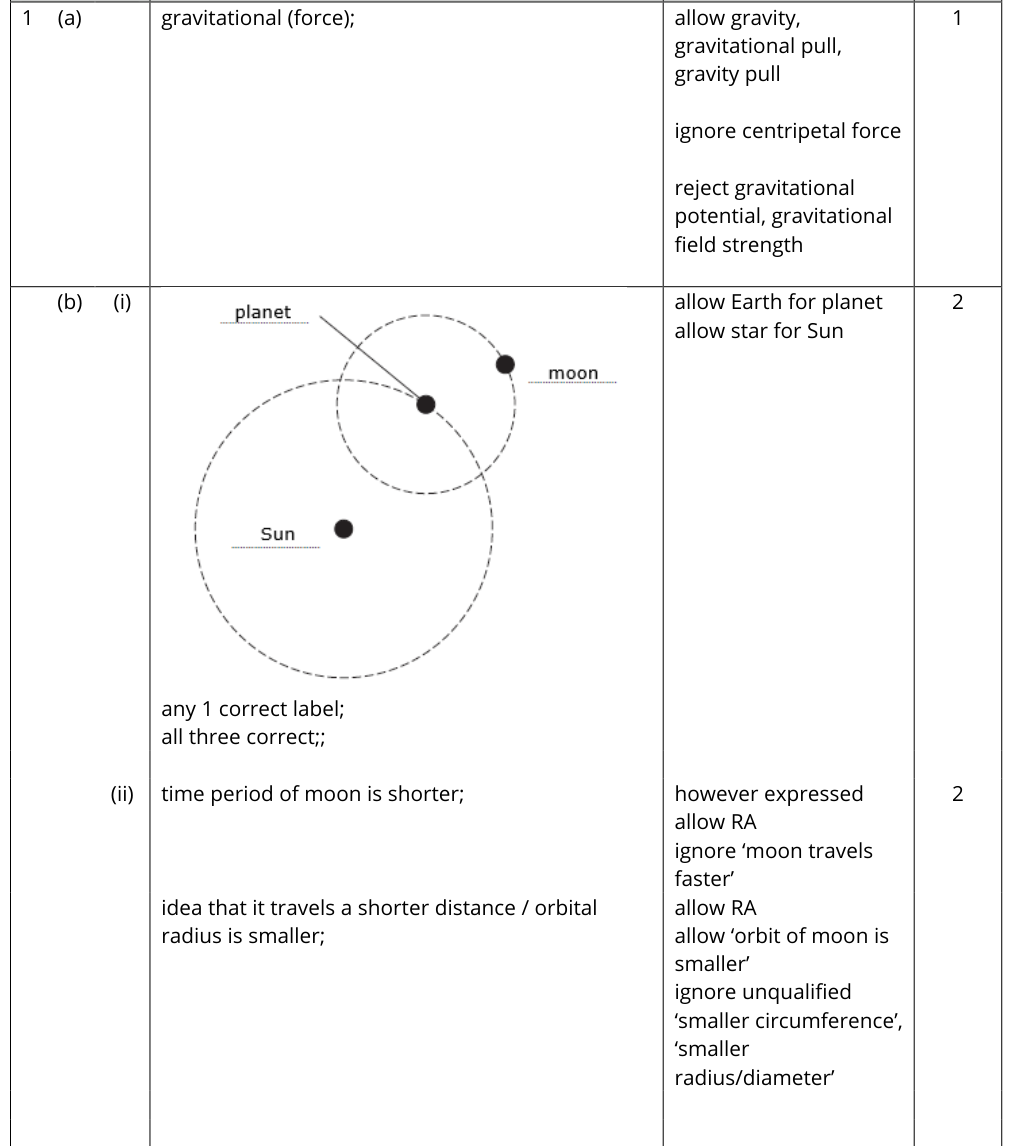 1 (a) gravitational (force); allow gravity, 1
gravitational pull,
gravity pull
ignore centripetal force
reject gravitational
potential, gravitational
field strength
(b) (i) planet allow Earth for planet 2
allow star for Sun
moon
Sun
any 1 correct label;
all three correct;;
(ii) time period of moon is shorter; however expressed 2
allow RA
ignore ‘moon travels
faster’
idea that it travels a shorter distance / orbital allow RA
radius is smaller; allow ‘orbit of moon is
smaller’
ignore unqualified
‘smaller circumference’,
‘smaller
radius/diameter’